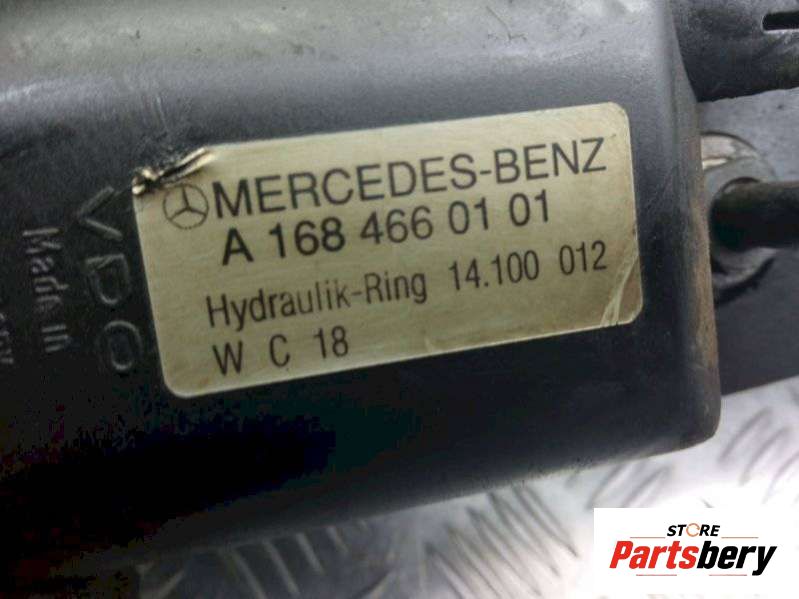 MERCEDES-BENZ
A 168 466 01 01
Hydraulik-Ring 14.100 012
W C 18
VDO
Made in
STORE
Partsbery